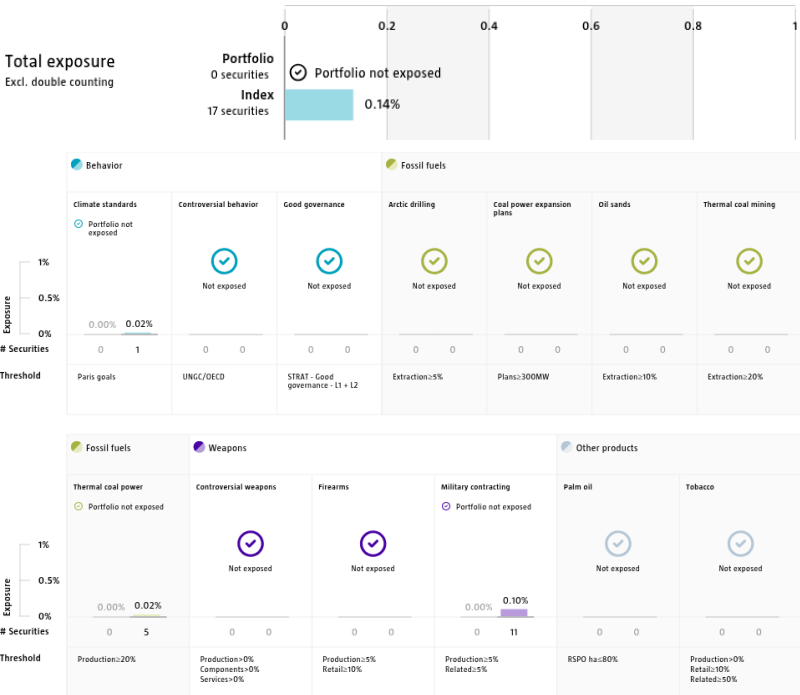 0 0.2 0.4 0.6 0.8 1
Total exposure
Excl. double counting
Portfolio
0 securities
Portfolio not exposed
Index
17 securities
0.14%
Behavior
Fossil fuels
Climate standards
Controversial behavior
Good governance
Arctic drilling
Coal power expansion
plans
Oil sands
Thermal coal mining
Portfolio not
exposed
Not exposed Not exposed Not exposed Not exposed Not exposed Not exposed
Exposure
1%
0.5%
0%
0.00% 0.02%
# Securities 0 1 0 0 0 0 0 0 0 0 0 0 0 0
Threshold
Paris goals
UNGC/OECD
STRAT - Good
governance - L1 + L2
Extraction≥5%
Plans≥300MW
Extraction≥10%
Extraction≥20%
Fossil fuels
Weapons
Other products
Thermal coal power
Controversial weapons
Firearms
Military contracting
Palm oil
Tobacco
Portfolio not exposed
Portfolio not exposed
Not exposed Not exposed Not exposed Not exposed
Exposure
1%
0.5%
0%
0.00% 0.02%
0.00% 0.10%
# Securities 0 5 0 0 0 0 0 11 0 0 0 0
Threshold
Production≥20%
Production>0%
Components>0%
Services>0%
Production≥5%
Retail≥10%
Production≥5%
Related≥5%
RSPO ha≤80%
Production>0%
Retail≥10%
Related≥50%